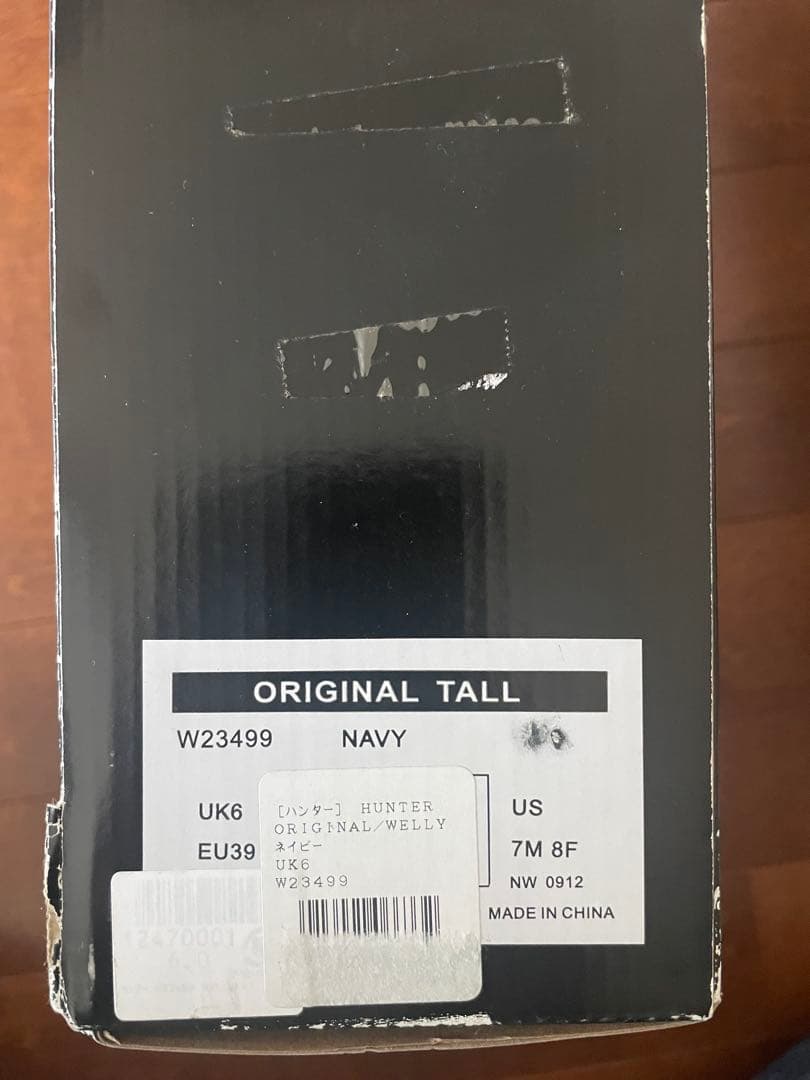 ORIGINAL TALL
W23499 NAVY
UK6
EU39
US
7M 8F
NW 0912
MADE IN CHINA
[ハンター] HUNTER
ORIGINAL/WELLY
ネイビー
UK6
W23499
12470001